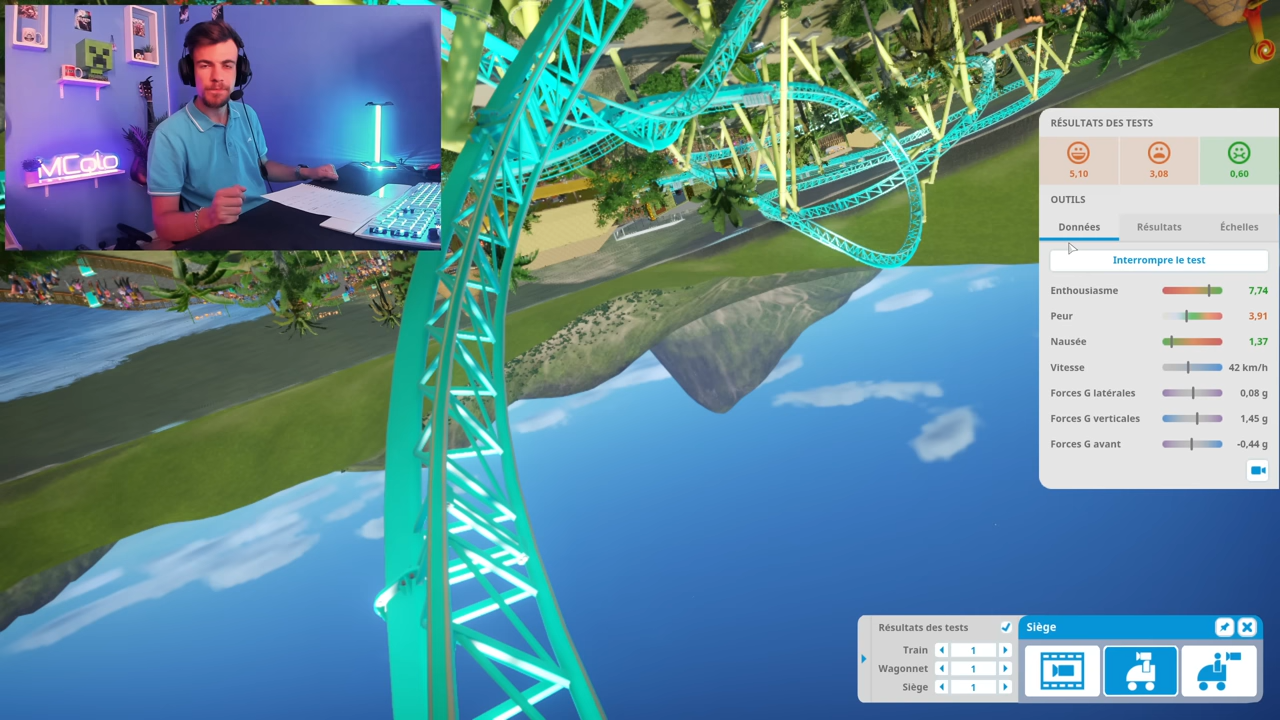 MCqlo
RÉSULTATS DES TESTS
5,10 3,08 0,60
OUTILS
Données Résultats Échelles
Interrompre le test
Enthousiasme 7,74
Peur 3,91
Nausée 1,37
Vitesse 42 km/h
Forces G latérales 0,08 g
Forces G verticales 1,45 g
Forces G avant -0,44 g
Résultats des tests
Train 1
Wagonnet 1
Siège 1
Siège